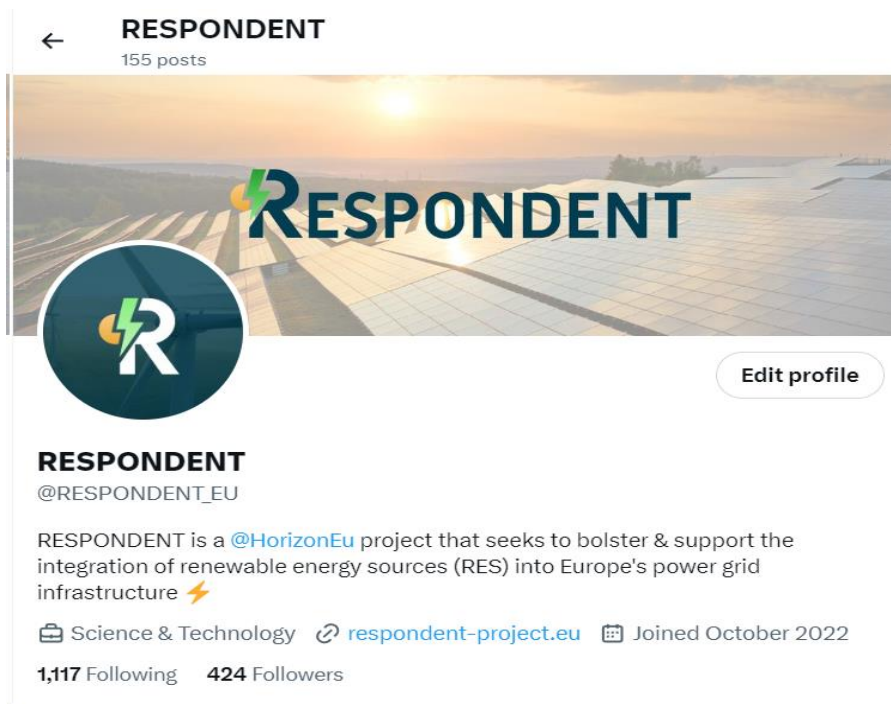 RESPONDENT
155 posts
RESPONDENT
R
Edit profile
RESPONDENT
@RESPONDENT_EU
RESPONDENT is a @HorizonEu project that seeks to bolster & support the
integration of renewable energy sources (RES) into Europe's power grid
infrastructure ⚡
Science & Technology respondent-project.eu Joined October 2022
1,117 Following 424 Followers